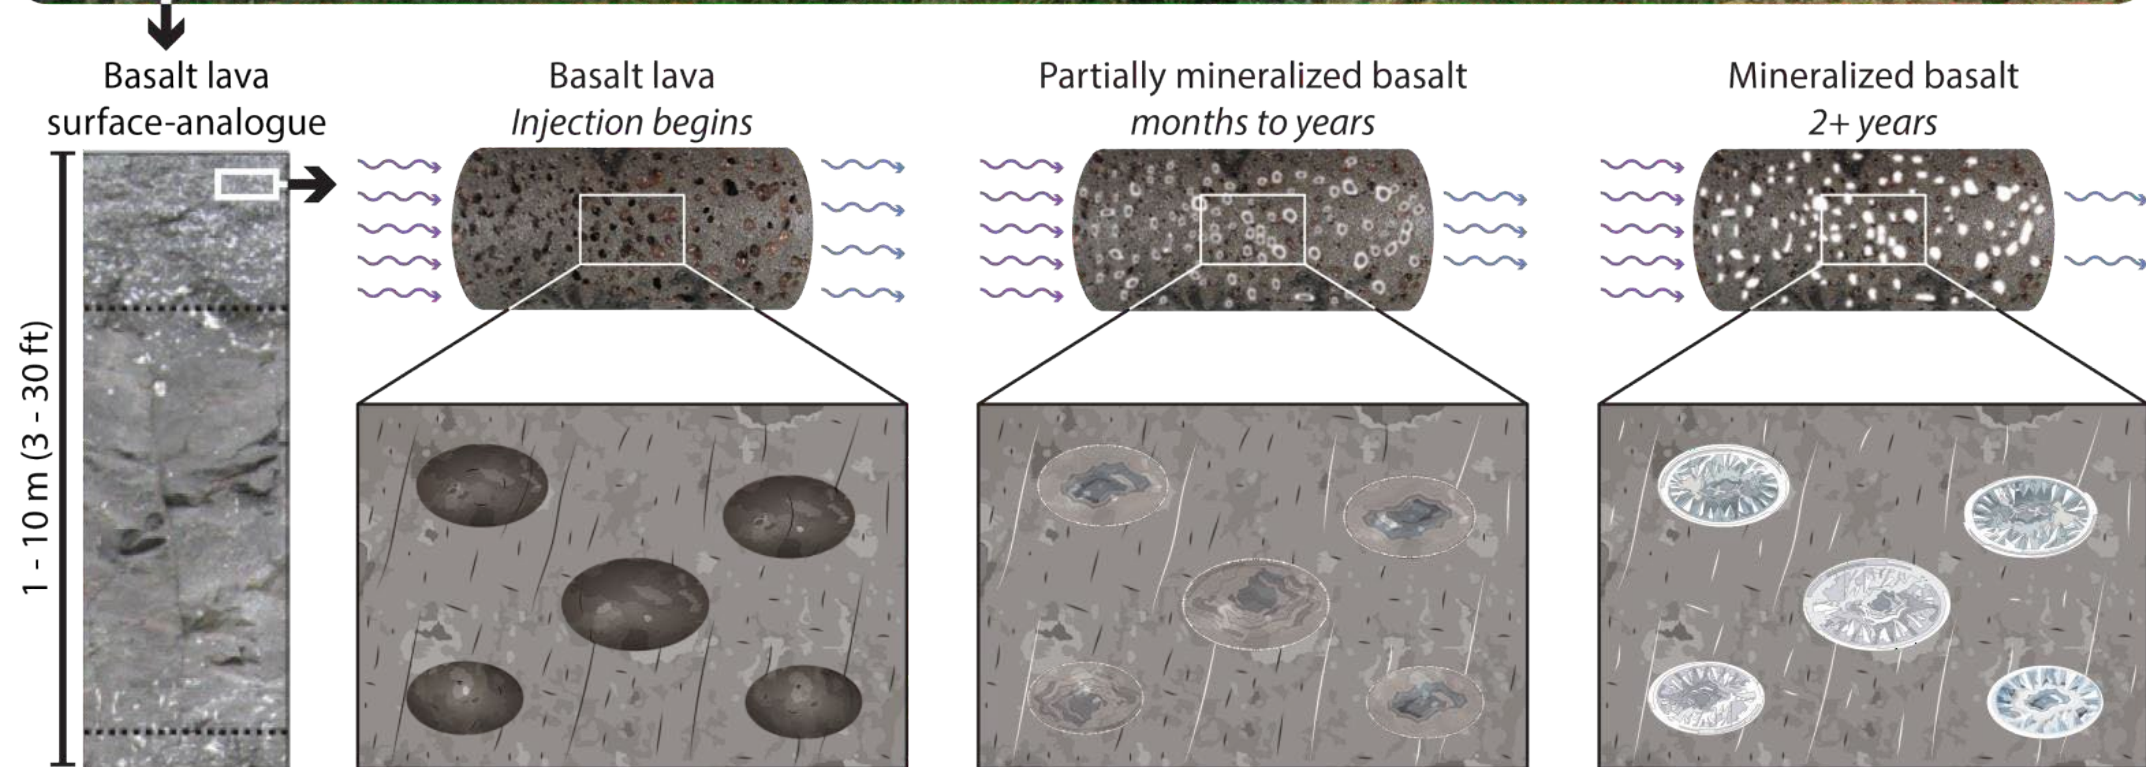 Basalt lava
surface-analogue
Basalt lava
Injection begins
Partially mineralized basalt
months to years
Mineralized basalt
2+ years
1 - 10 m (3 - 30 ft)